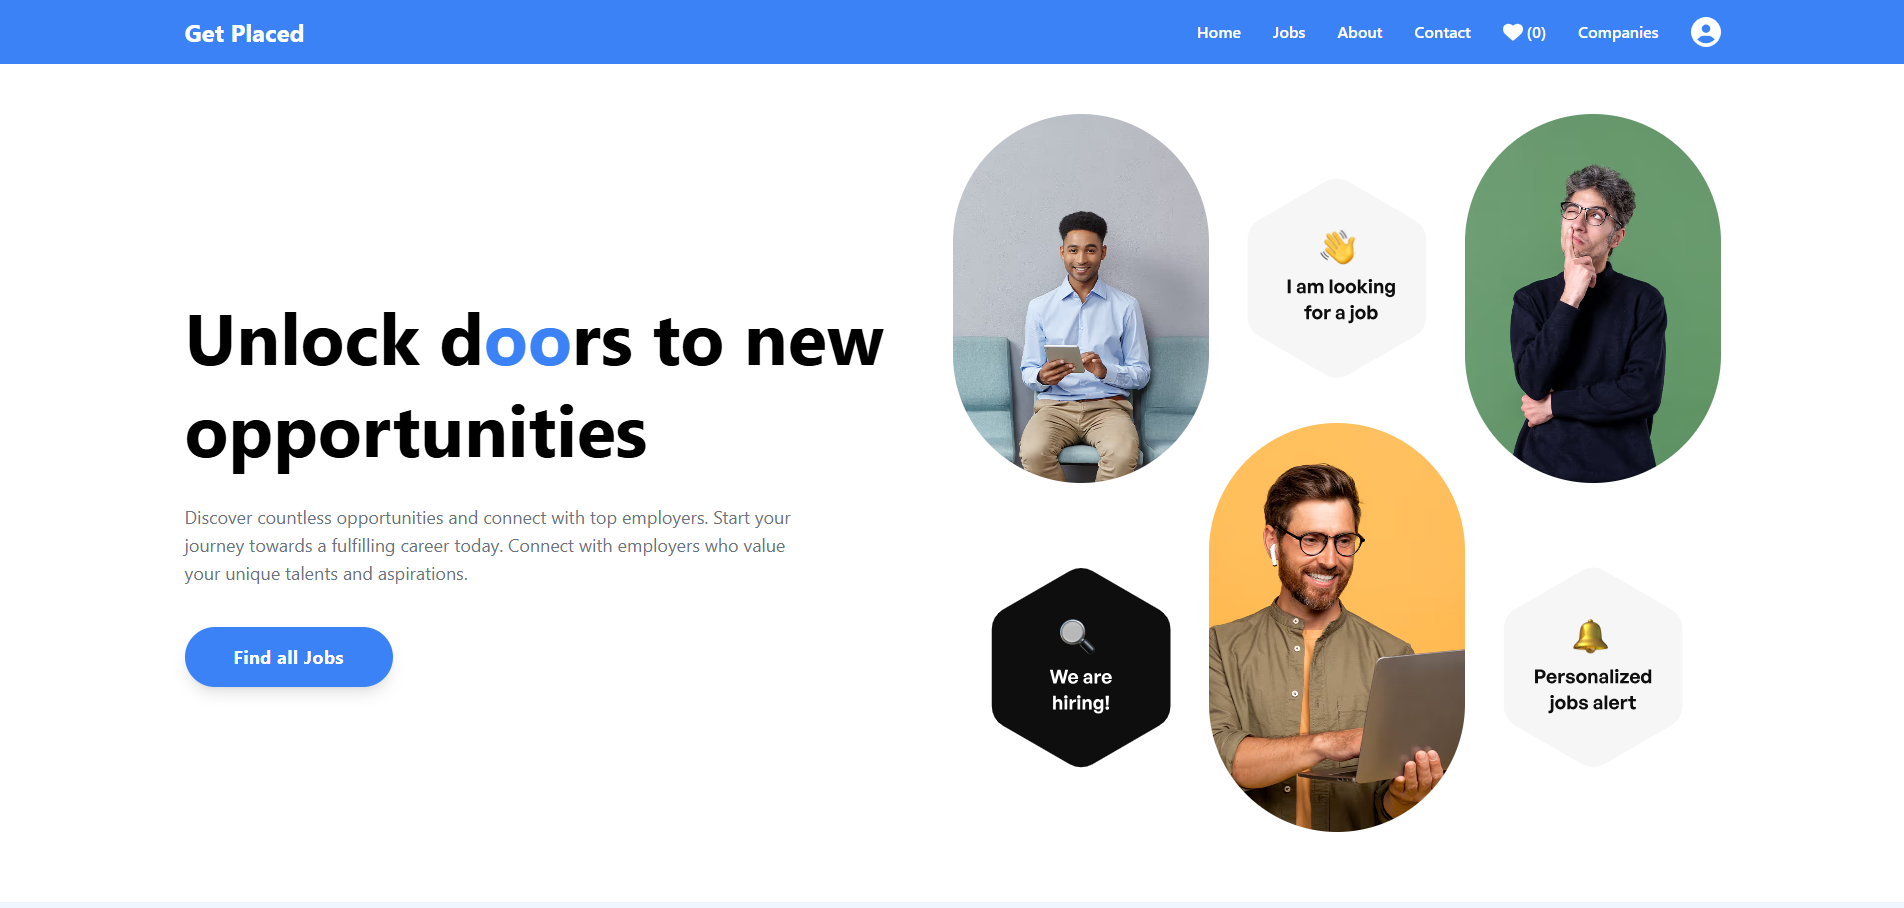 Get Placed
Home Jobs About Contact (0) Companies
Unlock doors to new
opportunities
Discover countless opportunities and connect with top employers. Start your
journey towards a fulfilling career today. Connect with employers who value
your unique talents and aspirations.
Find all Jobs
I am looking
for a job
We are
hiring!
Personalized
jobs alert